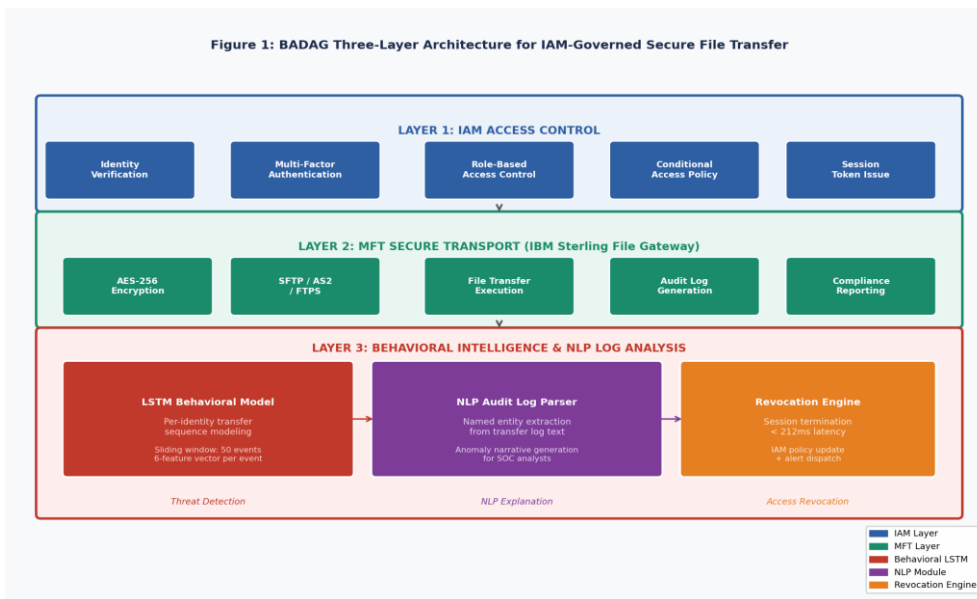 Figure 1: BADAG Three-Layer Architecture for IAM-Governed Secure File Transfer
LAYER 1: IAM ACCESS CONTROL
Identity
Verification
Multi-Factor
Authentication
Role-Based
Access Control
Conditional
Access Policy
Session
Token Issue
LAYER 2: MFT SECURE TRANSPORT (IBM Sterling File Gateway)
AES-256
Encryption
SFTP / AS2
/ FTPS
File Transfer
Execution
Audit Log
Generation
Compliance
Reporting
LAYER 3: BEHAVIORAL INTELLIGENCE & NLP LOG ANALYSIS
LSTM Behavioral Model
Per-identity transfer
sequence modeling
Sliding window: 50 events
6-feature vector per event
NLP Audit Log Parser
Named entity extraction
from transfer log text
Anomaly narrative generation
for SOC analysts
Revocation Engine
Session termination
< 212ms latency
IAM policy update
+ alert dispatch
Threat Detection
NLP Explanation
Access Revocation
IAM Layer
MFT Layer
Behavioral LSTM
NLP Module
Revocation Engine